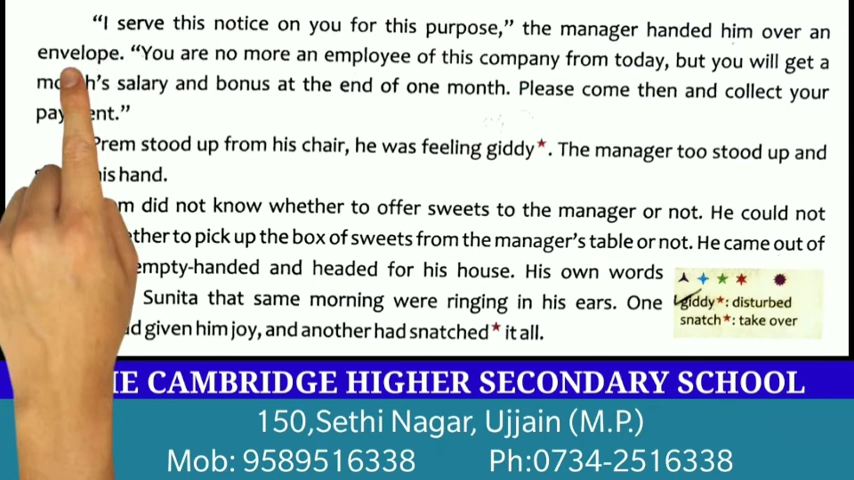 “I serve this notice on you for this purpose,” the manager handed him over an
envelope. “You are no more an employee of this company from today, but you will get a
salary and bonus at the end of one month. Please come then and collect your
Prem stood up from his chair, he was feeling giddy*. The manager too stood up and
his hand.
did not know whether to offer sweets to the manager or not. He could not
to pick up the box of sweets from the manager’s table or not. He came out of
empty-handed and headed for his house. His own words
Sunita that same morning were ringing in his ears. One
given him joy, and another had snatched* it all.
giddy*: disturbed
snatch*: take over
CAMBRIDGE HIGHER SECONDARY SCHOOL
150,Sethi Nagar, Ujjain (M.P.)
Mob: 9589516338 Ph:0734-2516338